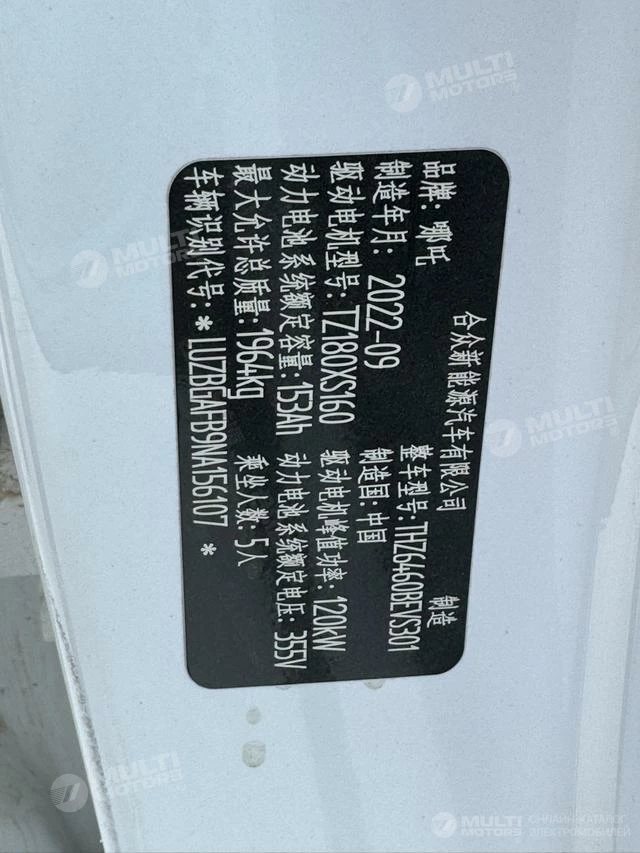 合众新能源汽车有限公司 制造
品牌: 哪吒 整车型号: THZ6460BEVS301
制造年月: 2022-09 制造国: 中国
驱动电机型号: TZ180XS160 驱动电机峰值功率: 120kW
动力电池系统额定容量: 153Ah 动力电池系统额定电压: 355V
最大允许总质量: 1964kg 乘坐人数: 5人
车辆识别代号: *LUZBGAFB9NA156107*
MULTI MOTORS
MULTI MOTORS
MULTI MOTORS
MULTI MOTORS
MULTI MOTORS
MULTI MOTORS
MULTI MOTORS ОНЛАЙН-КАТАЛОГ ЭЛЕКТРОМОБИЛЕЙ